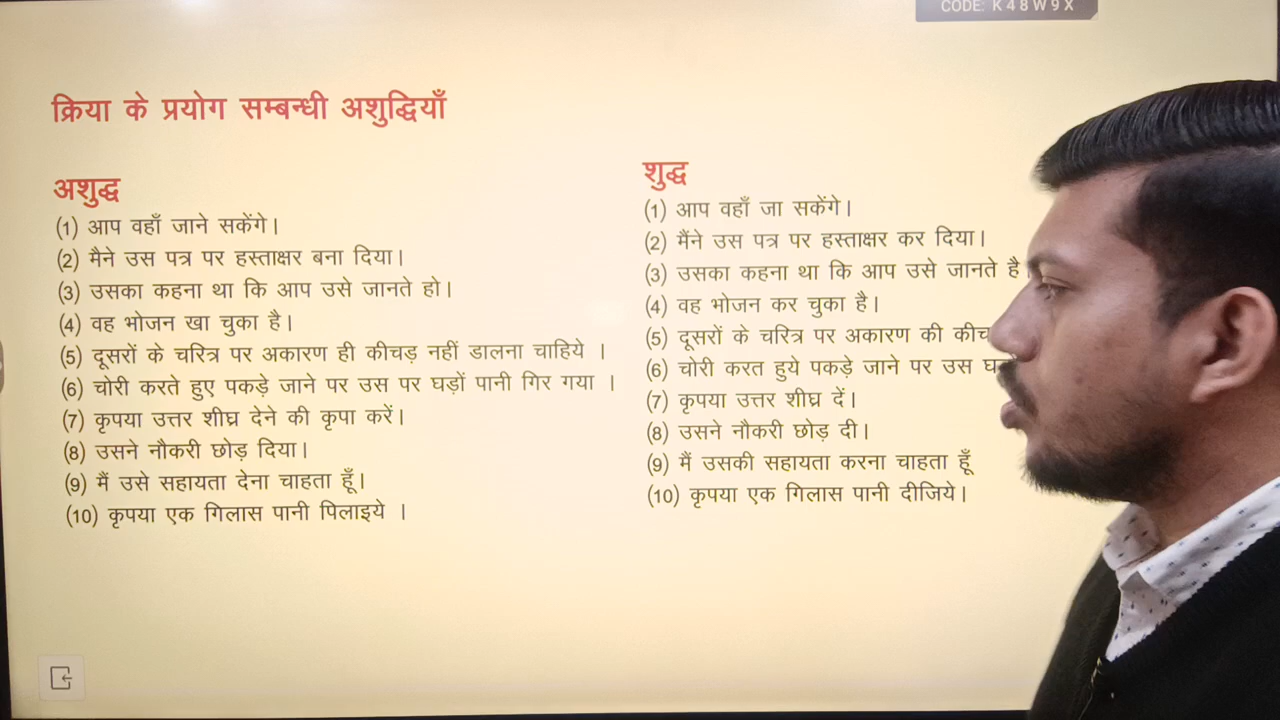 CODE: K48W9X
क्रिया के प्रयोग सम्बन्धी अशुद्धियाँ
अशुद्ध
(1) आप वहाँ जाने सकेंगे।
(2) मैने उस पत्र पर हस्ताक्षर बना दिया।
(3) उसका कहना था कि आप उसे जानते हो।
(4) वह भोजन खा चुका है।
(5) दूसरों के चरित्र पर अकारण ही कीचड़ नहीं डालना चाहिये ।
(6) चोरी करते हुए पकड़े जाने पर उस पर घड़ों पानी गिर गया ।
(7) कृपया उत्तर शीघ्र देने की कृपा करें।
(8) उसने नौकरी छोड़ दिया।
(9) मैं उसे सहायता देना चाहता हूँ।
(10) कृपया एक गिलास पानी पिलाइये ।
शुद्ध
(1) आप वहाँ जा सकेंगे।
(2) मैंने उस पत्र पर हस्ताक्षर कर दिया।
(3) उसका कहना था कि आप उसे जानते है
(4) वह भोजन कर चुका है।
(5) दूसरों के चरित्र पर अकारण की
(6) चोरी करत हुये पकड़े जाने पर उस
(7) कृपया उत्तर शीघ्र दें।
(8) उसने नौकरी छोड़ दी।
(9) मैं उसकी सहायता करना चाहता हूँ
(10) कृपया एक गिलास पानी दीजिये।